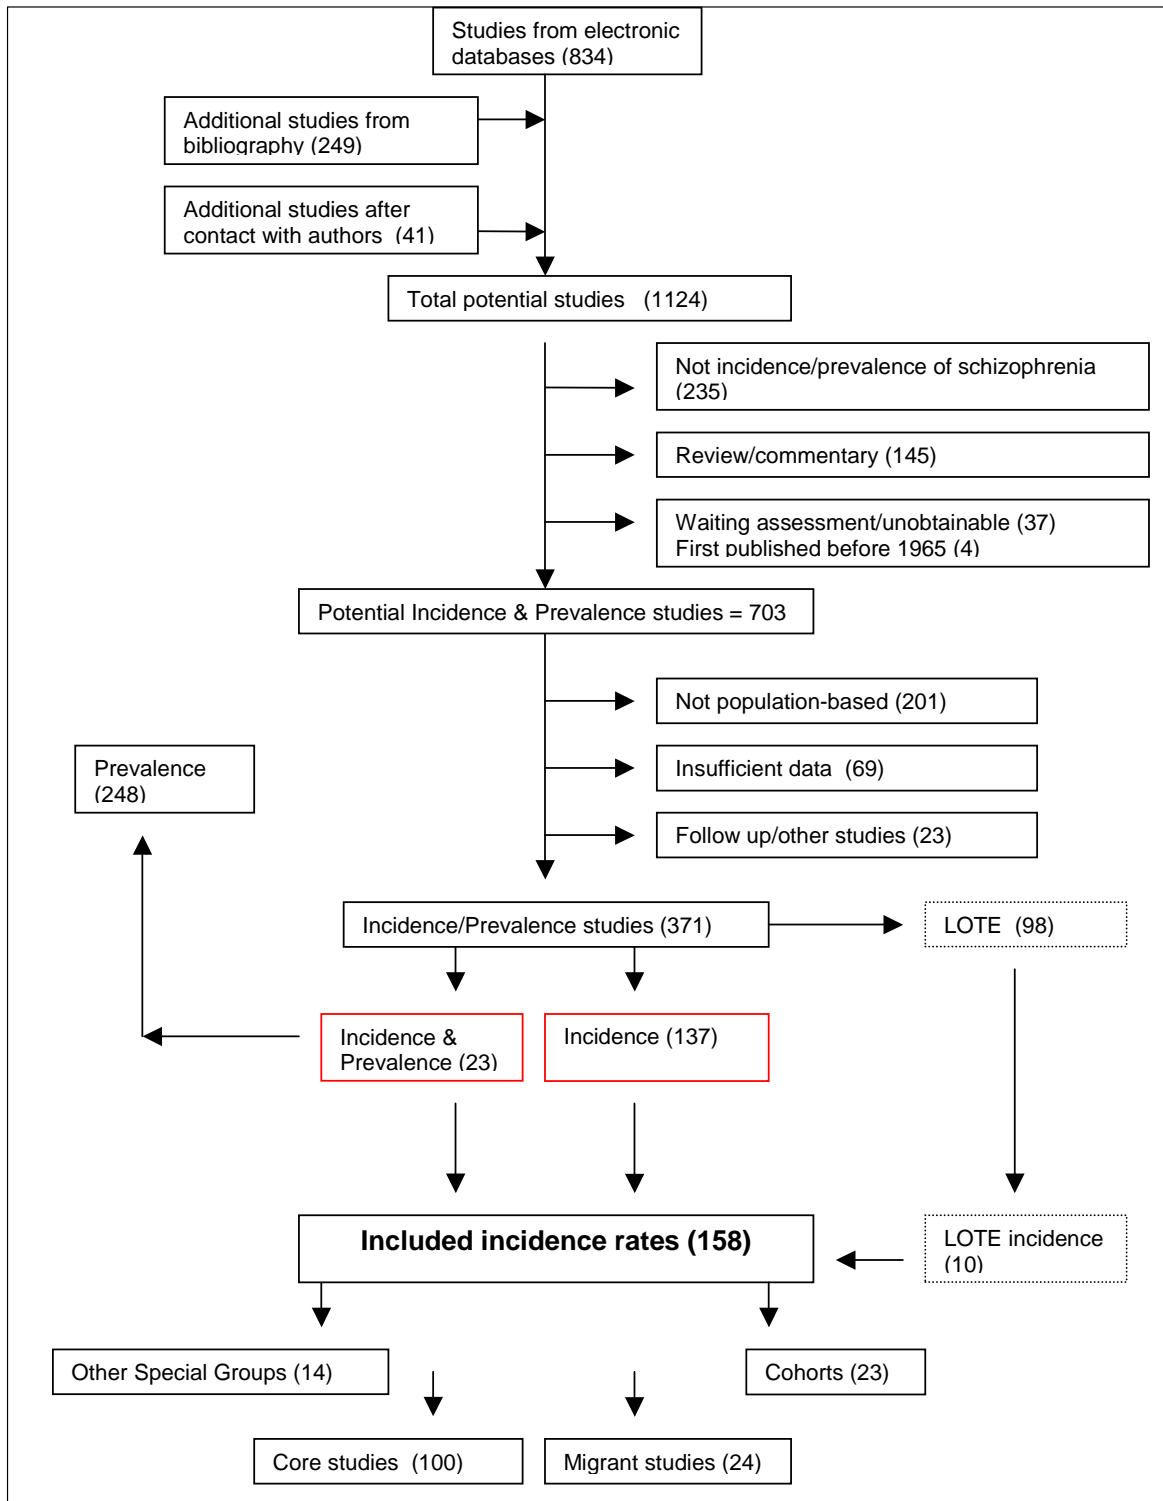 Studies from electronic
databases (834)
Additional studies from
bibliography (249)
Additional studies after
contact with authors (41)
Total potential studies (1124)
Not incidence/prevalence of schizophrenia
(235)
Review/commentary (145)
Waiting assessment/unobtainable (37)
First published before 1965 (4)
Potential Incidence & Prevalence studies = 703
Not population-based (201)
Insufficient data (69)
Follow up/other studies (23)
Prevalence
(248)
Incidence/Prevalence studies (371)
LOTE (98)
Incidence &
Prevalence (23)
Incidence (137)
Included incidence rates (158)
LOTE incidence
(10)
Other Special Groups (14)
Cohorts (23)
Core studies (100)
Migrant studies (24)